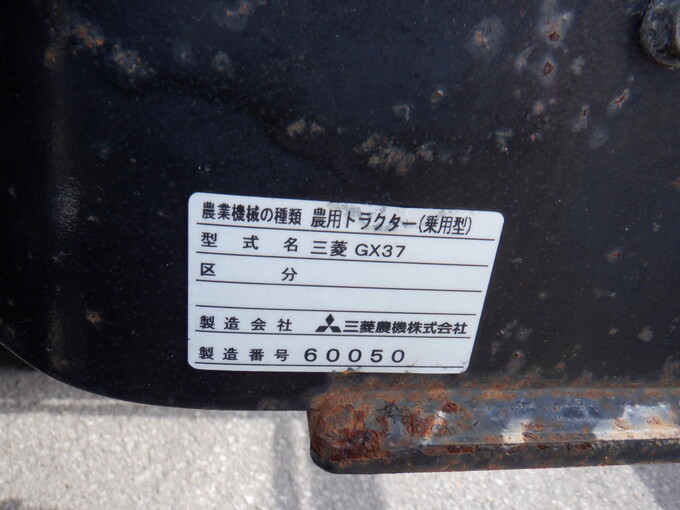 農業機械の種類 農用トラクター(乗用型)
型式名 三菱 GX37
区分
製造会社 三菱農機株式会社
製造番号 60050